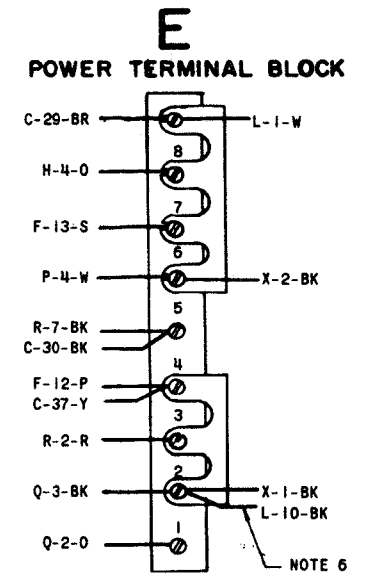 E
POWER TERMINAL BLOCK
C-29-BR
L-1-W
8
H-4-O
7
F-13-S
6
P-4-W
X-2-BK
5
R-7-BK
C-30-BK
4
F-12-P
C-37-Y
3
R-2-R
2
Q-3-BK
X-1-BK
L-10-BK
1
Q-2-O
NOTE 6